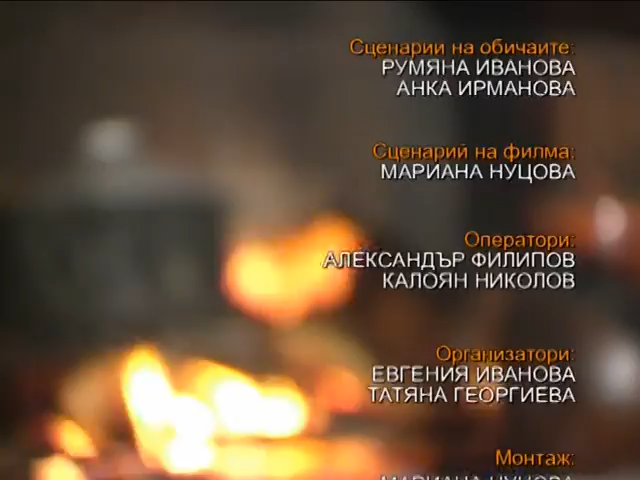 Сценарии на обичаите:
РУМЯНА ИВАНОВА
АНКА ИРМАНОВА
Сценарий на филма:
МАРИАНА НУЦОВА
Оператори:
АЛЕКСАНДЪР ФИЛИПОВ
КАЛОЯН НИКОЛОВ
Организатори:
ЕВГЕНИЯ ИВАНОВА
ТАТЯНА ГЕОРГИЕВА
Монтаж: